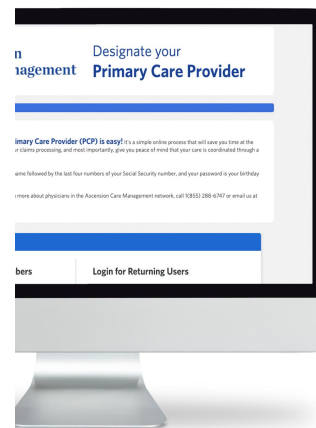 n Designate your
nagement Primary Care Provider
imary Care Provider (PCP) is easy! It's a simple online process that will save you time at the
r claims processing, and most importantly, give you peace of mind that your care is coordinated through a
ame followed by the last four numbers of your Social Security number, and your password is your birthday
more about physicians in the Ascension Care Management network, call 1(855) 288-6747 or email us at
bers Login for Returning Users